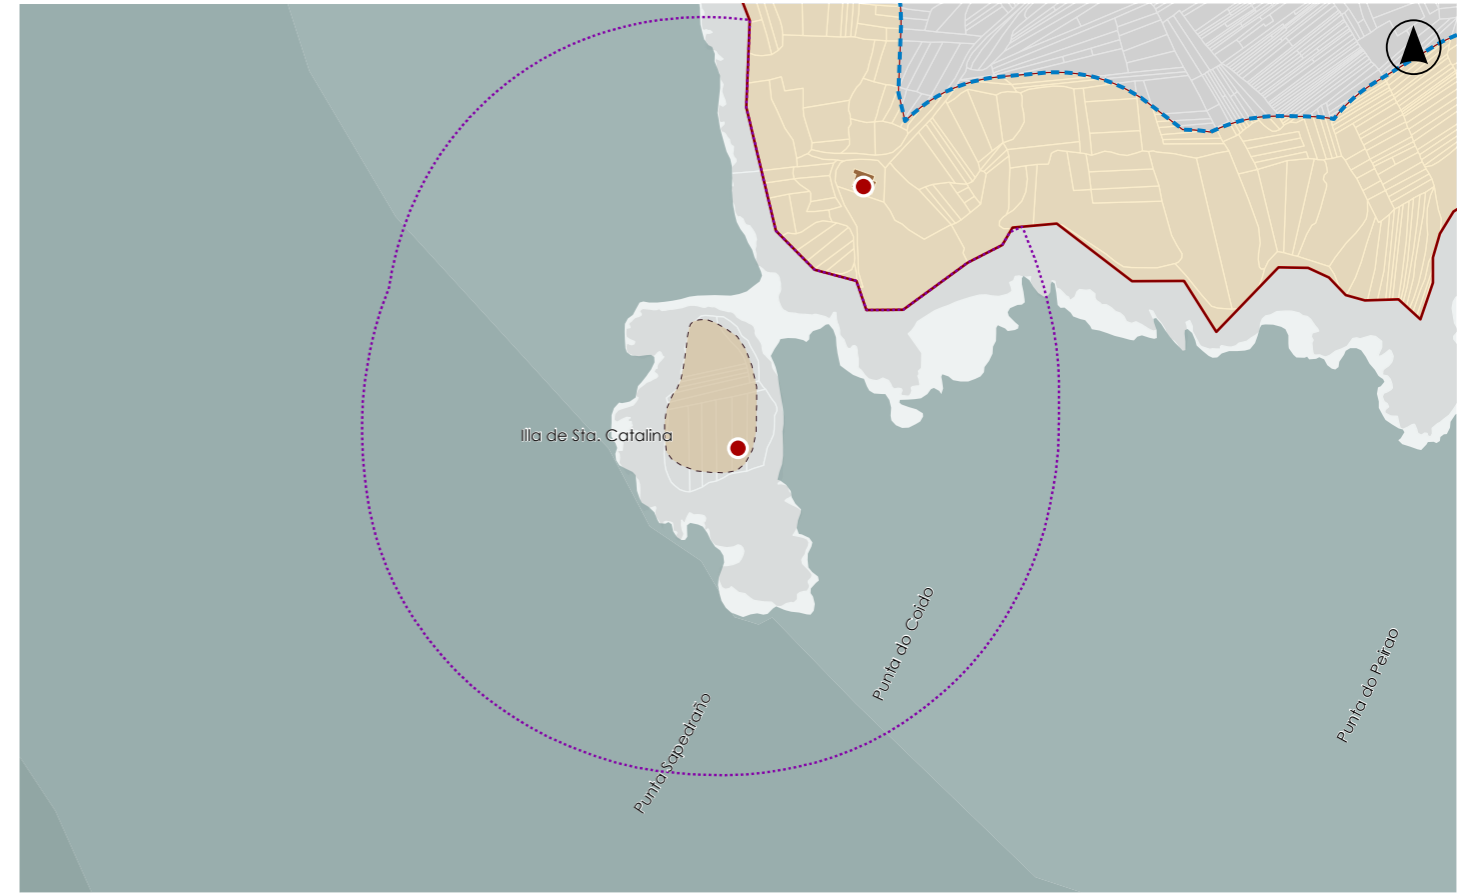 Illa de Sta. Catalina
Punta do Coido
Punta do Peirao
Punta Sapedraño